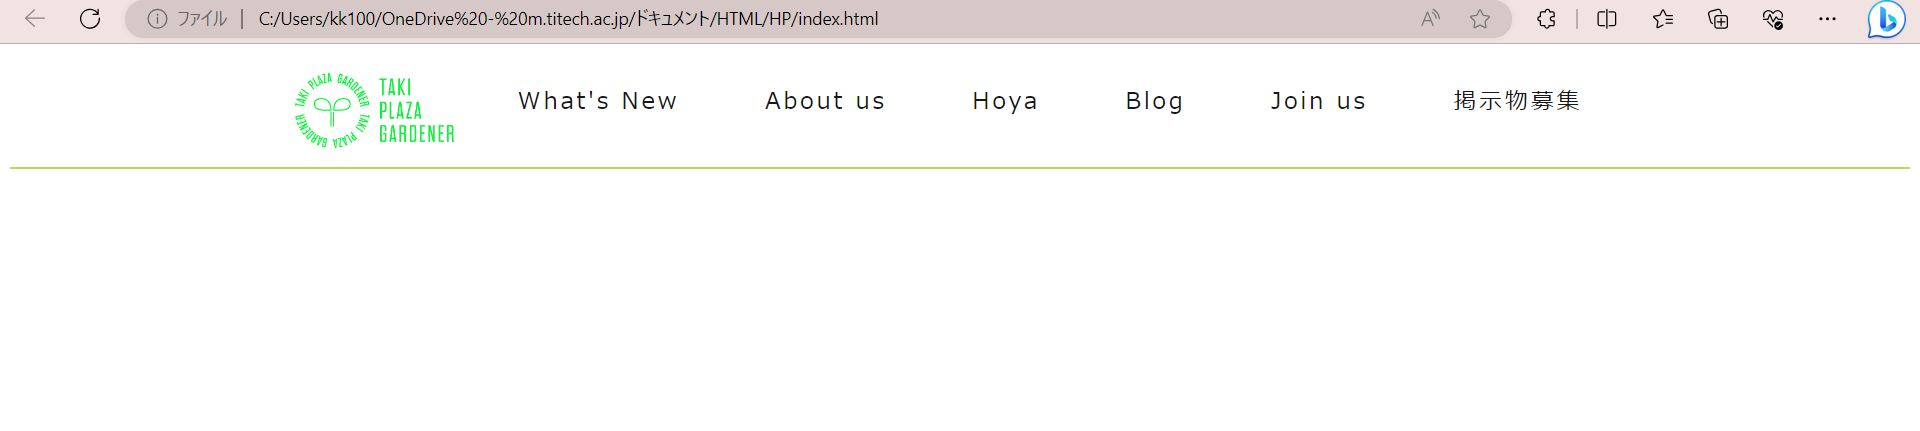 ファイル | C:/Users/kk100/OneDrive%20-%20m.titech.ac.jp/ドキュメント/HTML/HP/index.html
TAKI PLAZA GARDENER TAKI PLAZA GARDENER
TAKI
PLAZA
GARDENER
What's New About us Hoya Blog Join us 掲示物募集